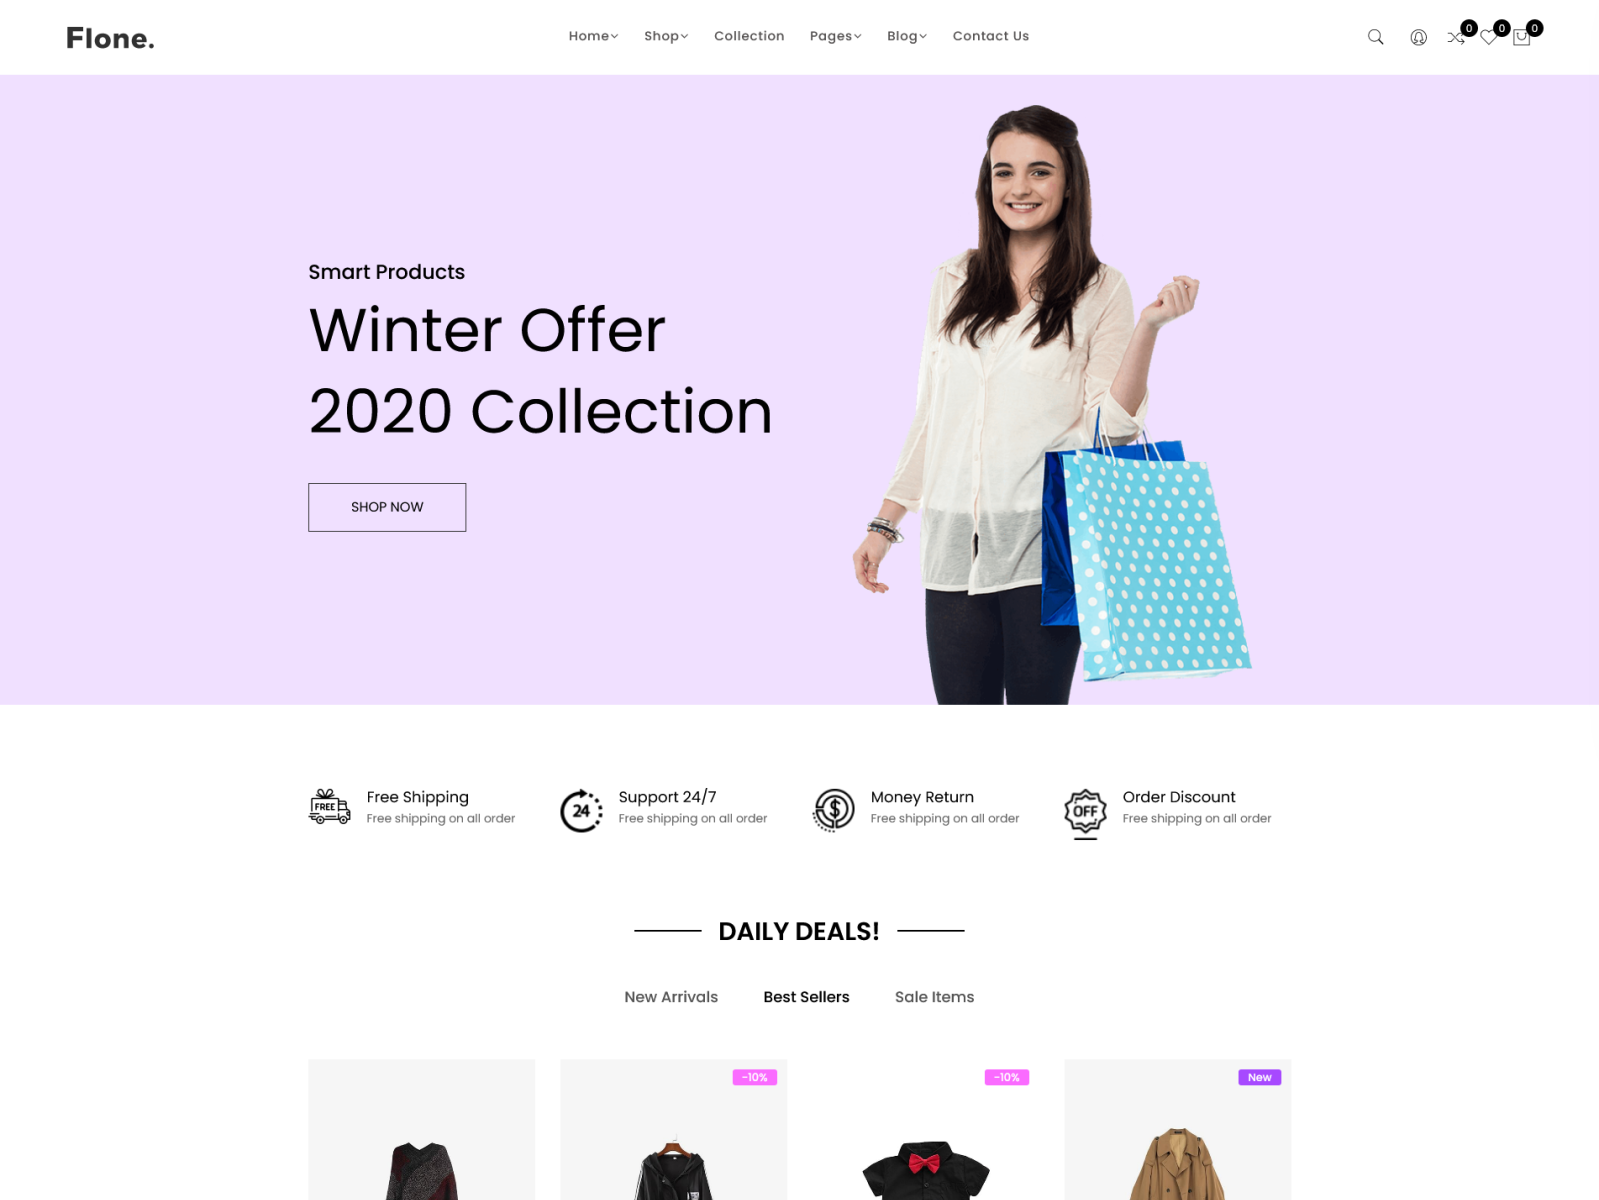 Flone.
Home Shop Collection Pages Blog Contact Us
0 0 0
Smart Products
Winter Offer
2020 Collection
SHOP NOW
FREE
Free Shipping
Free shipping on all order
24
Support 24/7
Free shipping on all order
$
Money Return
Free shipping on all order
OFF
Order Discount
Free shipping on all order
DAILY DEALS!
New Arrivals Best Sellers Sale Items
-10%
-10%
New